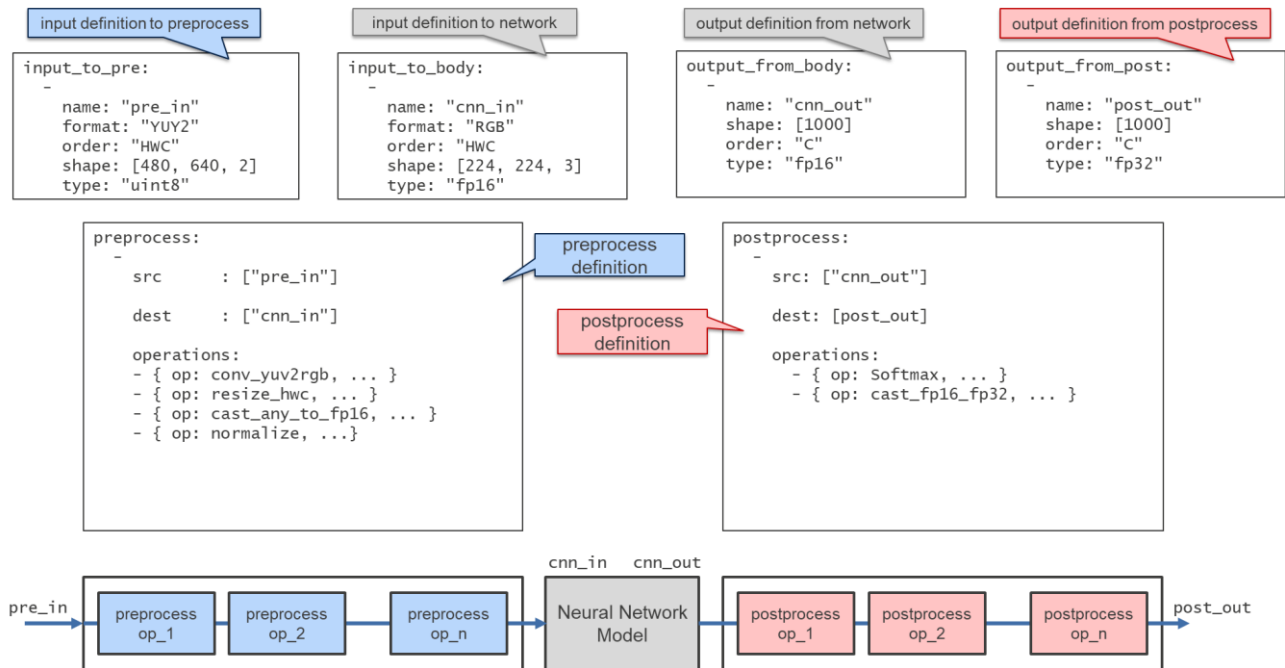 input definition to preprocess
input definition to network
output definition from network
output definition from postprocess
input_to_pre:
-
name: "pre_in"
format: "YUY2"
order: "HWC"
shape: [480, 640, 2]
type: "uint8"
input_to_body:
-
name: "cnn_in"
format: "RGB"
order: "HWC
shape: [224, 224, 3]
type: "fp16"
output_from_body:
-
name: "cnn_out"
shape: [1000]
order: "C"
type: "fp16"
output_from_post:
-
name: "post_out"
shape: [1000]
order: "C"
type: "fp32"
preprocess:
-
src : ["pre_in"]
dest : ["cnn_in"]
operations:
- { op: conv_yuv2rgb, ... }
- { op: resize_hwc, ... }
- { op: cast_any_to_fp16, ... }
- { op: normalize, ...}
preprocess
definition
postprocess
definition
postprocess:
-
src: ["cnn_out"]
dest: [post_out]
operations:
- { op: Softmax, ... }
- { op: cast_fp16_fp32, ... }
cnn_in cnn_out
pre_in
preprocess
op_1
preprocess
op_2
preprocess
op_n
Neural Network
Model
postprocess
op_1
postprocess
op_2
postprocess
op_n
post_out